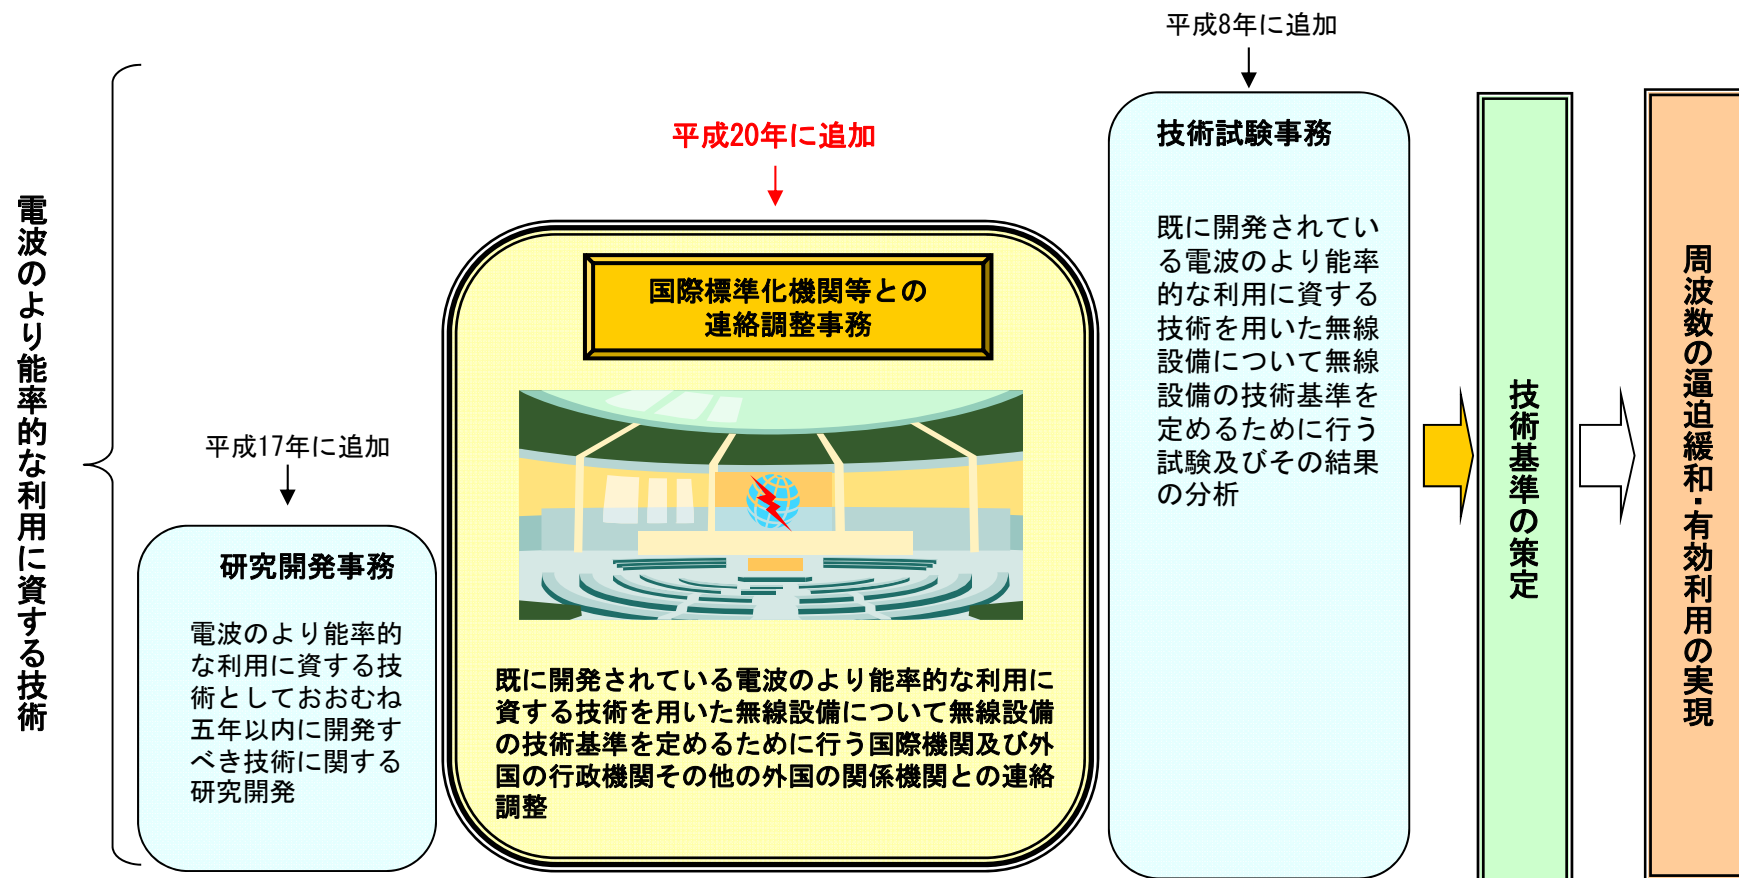 電波のより能率的な利用に資する技術
平成17年に追加
研究開発事務
電波のより能率的
な利用に資する技
術としておおむね
五年以内に開発す
べき技術に関する
研究開発
平成20年に追加
国際標準化機関等との
連絡調整事務
既に開発されている電波のより能率的な利用に
資する技術を用いた無線設備について無線設備
の技術基準を定めるために行う国際機関及び外
国の行政機関その他の外国の関係機関との連絡
調整
平成8年に追加
技術試験事務
既に開発されてい
る電波のより能率
的な利用に資する
技術を用いた無線
設備について無線
設備の技術基準を
定めるために行う
試験及びその結果
の分析
技術基準の策定
周波数の逼迫緩和・有効利用の実現